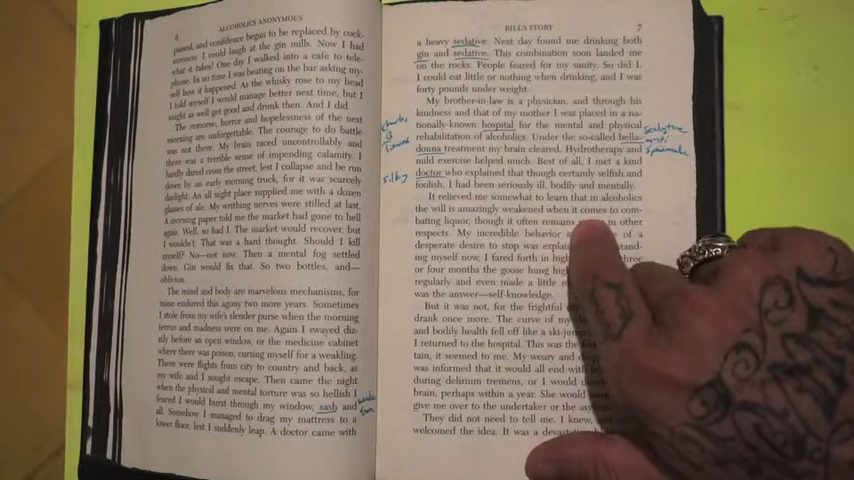 6
ALCOHOLICS ANONYMOUS
passed, and confidence began to be replaced by cock-
sureness. I could laugh at the gin mills. Now I had
what it takes! One day I walked into a cafe to tele-
phone. In no time I was beating on the bar asking my-
self how it happened. As the whisky rose to my head
I told myself I would manage better next time, but I
might as well get good and drunk then. And I did.
The remorse, horror and hopelessness of the next
morning are unforgettable. The courage to do battle
was not there. My brain raced uncontrollably and
there was a terrible sense of impending calamity. I
hardly dared cross the street, lest I collapse and be run
down by an early morning truck, for it was scarcely
daylight. An all night place supplied me with a dozen
glasses of ale. My writhing nerves were stilled at last.
A morning paper told me the market had gone to hell
again. Well, so had I. The market would recover, but
I wouldn't. That was a hard thought. Should I kill
myself? No—not now. Then a mental fog settled
down. Gin would fix that. So two bottles, and—
oblivion.
The mind and body are marvelous mechanisms, for
mine endured this agony two more years. Sometimes
I stole from my wife's slender purse when the morning
terror and madness were on me. Again I swayed diz-
zily before an open window, or the medicine cabinet
where there was poison, cursing myself for a weakling.
There were flights from city to country and back, as
my wife and I sought escape. Then came the night
when the physical and mental torture was so hellish I
feared I would burst through my window, sash and
all. Somehow I managed to drag my mattress to a
lower floor, lest I suddenly leap. A doctor came with
BILL'S STORY
7
a heavy sedative. Next day found me drinking both
gin and sedative. This combination soon landed me
on the rocks. People feared for my sanity. So did I.
I could eat little or nothing when drinking, and I was
forty pounds under weight.
My brother-in-law is a physician, and through his
kindness and that of my mother I was placed in a na-
tionally-known hospital for the mental and physical
rehabilitation of alcoholics. Under the so-called bella-
donna treatment my brain cleared. Hydrotherapy and
mild exercise helped much. Best of all, I met a kind
doctor who explained that though certainly selfish and
foolish, I had been seriously ill, bodily and mentally.
It relieved me somewhat to learn that in alcoholics
the will is amazingly weakened when it comes to com-
bating liquor, though it often remains in other
respects. My incredible behavior of a
desperate desire to stop was explain stand-
ing myself now, I fared forth in high three
or four months the goose hung hig
regularly and even made a little
was the answer—self-knowledge.
But it was not, for the frightful
drank once more. The curve of my
and bodily health fell off like a ski-jum
I returned to the hospital. This was the
tain, it seemed to me. My weary and
was informed that it would all end with
during delirium tremens, or I would
brain, perhaps within a year. She would
give me over to the undertaker or the asy
They did not need to tell me. I knew, a
welcomed the idea. It was a devast
Charles
B
Towns
silky
sedative